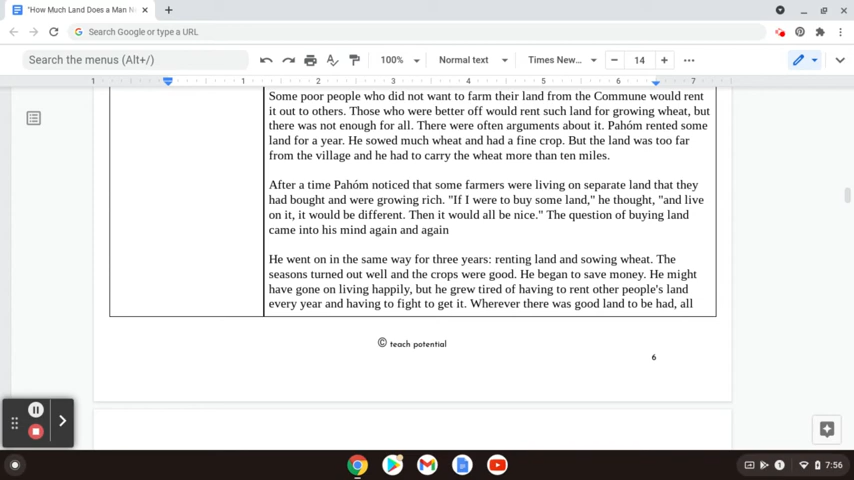 "How Much Land Does a Man N
Search Google or type a URL
Search the menus (Alt+/)
100%
Normal text
Times New...
14
1 1 2 3 4 5 6 7
Some poor people who did not want to farm their land from the Commune would rent
it out to others. Those who were better off would rent such land for growing wheat, but
there was not enough for all. There were often arguments about it. Pahóm rented some
land for a year. He sowed much wheat and had a fine crop. But the land was too far
from the village and he had to carry the wheat more than ten miles.
After a time Pahóm noticed that some farmers were living on separate land that they
had bought and were growing rich. "If I were to buy some land," he thought, "and live
on it, it would be different. Then it would all be nice." The question of buying land
came into his mind again and again
He went on in the same way for three years: renting land and sowing wheat. The
seasons turned out well and the crops were good. He began to save money. He might
have gone on living happily, but he grew tired of having to rent other people's land
every year and having to fight to get it. Wherever there was good land to be had, all
© teach potential
6
1
7:56